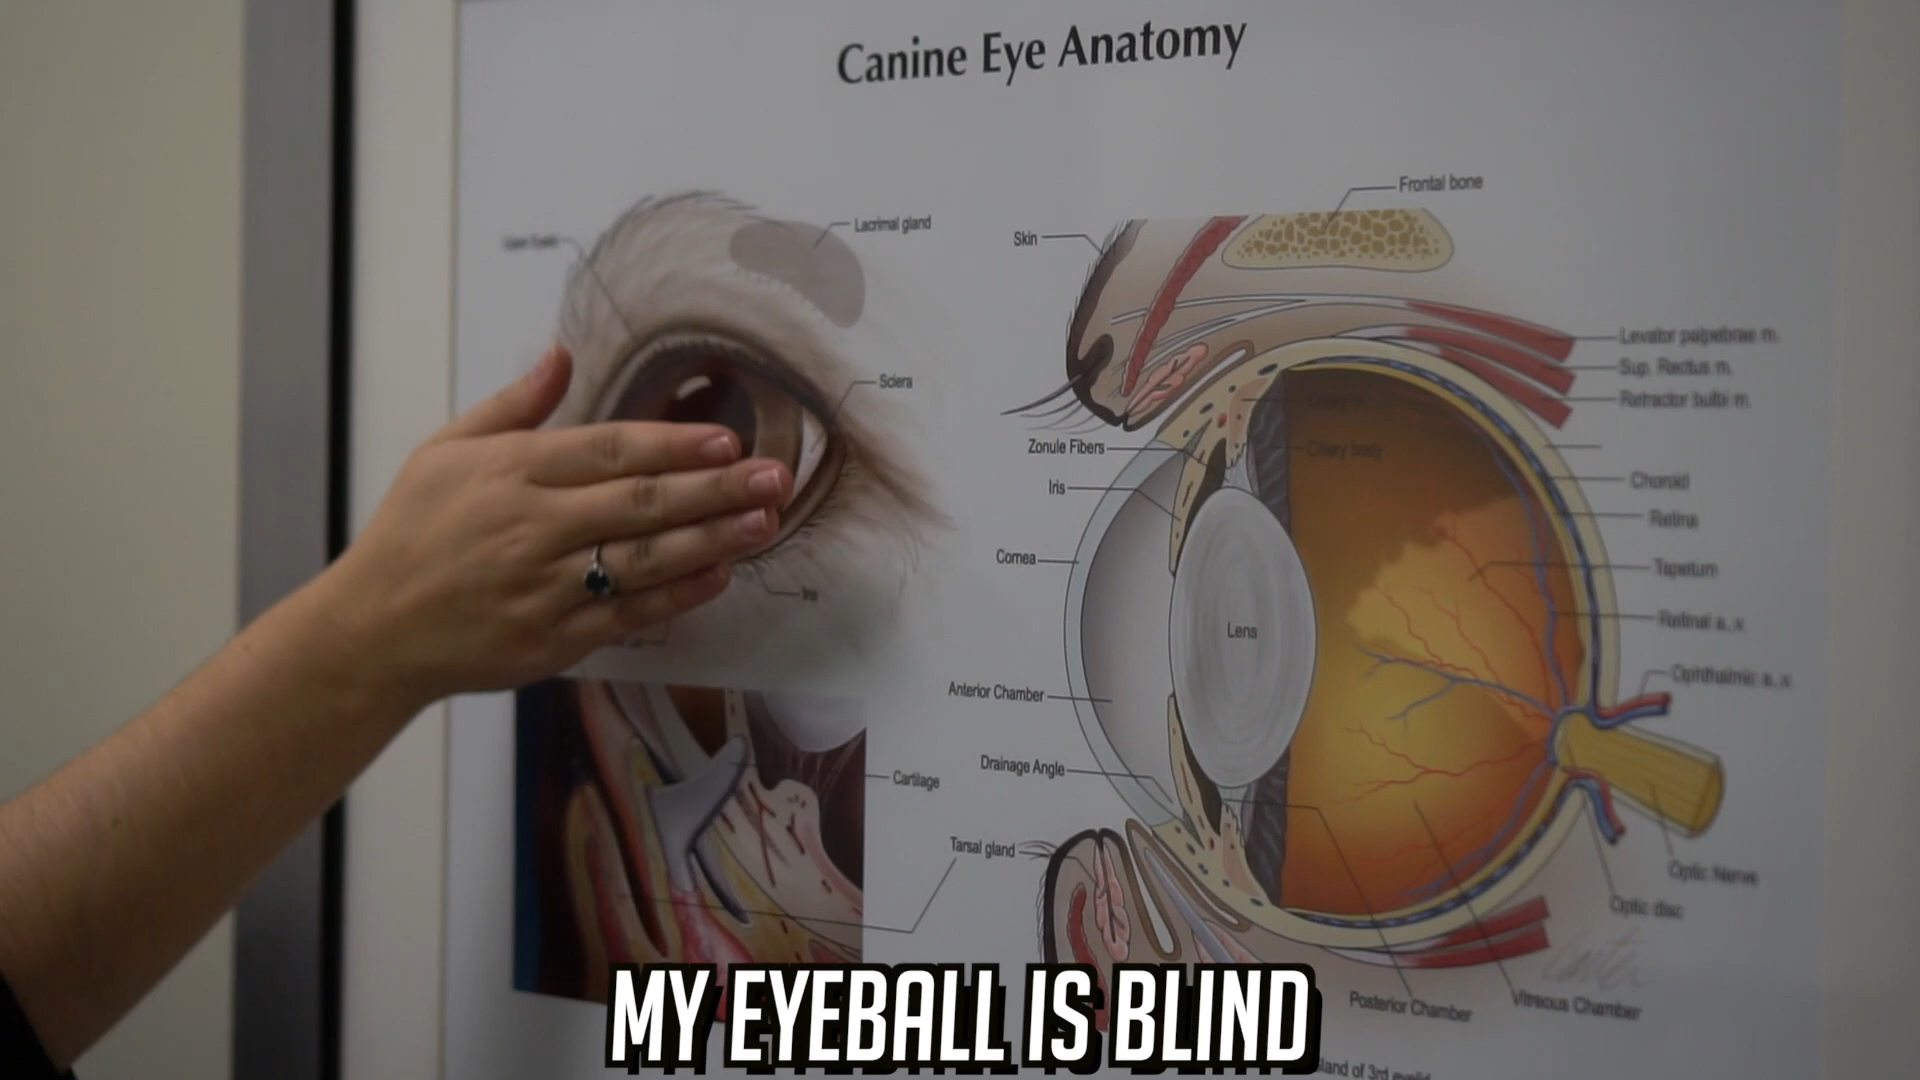 Canine Eye Anatomy
Lacrimal gland
Sclera
Iris
Cartilage
Tarsal gland
Frontal bone
Skin
Levator palpebrae m.
Sup. Rectus m.
Retractor bulbi m.
Zonule Fibers
Ciliary body
Iris
Choroid
Retina
Cornea
Tapetum
Lens
Retinal a., v.
Ophthalmic a., v.
Anterior Chamber
Drainage Angle
Optic Nerve
Optic disc
Posterior Chamber
Vitreous Chamber
MY EYEBALL IS BLIND